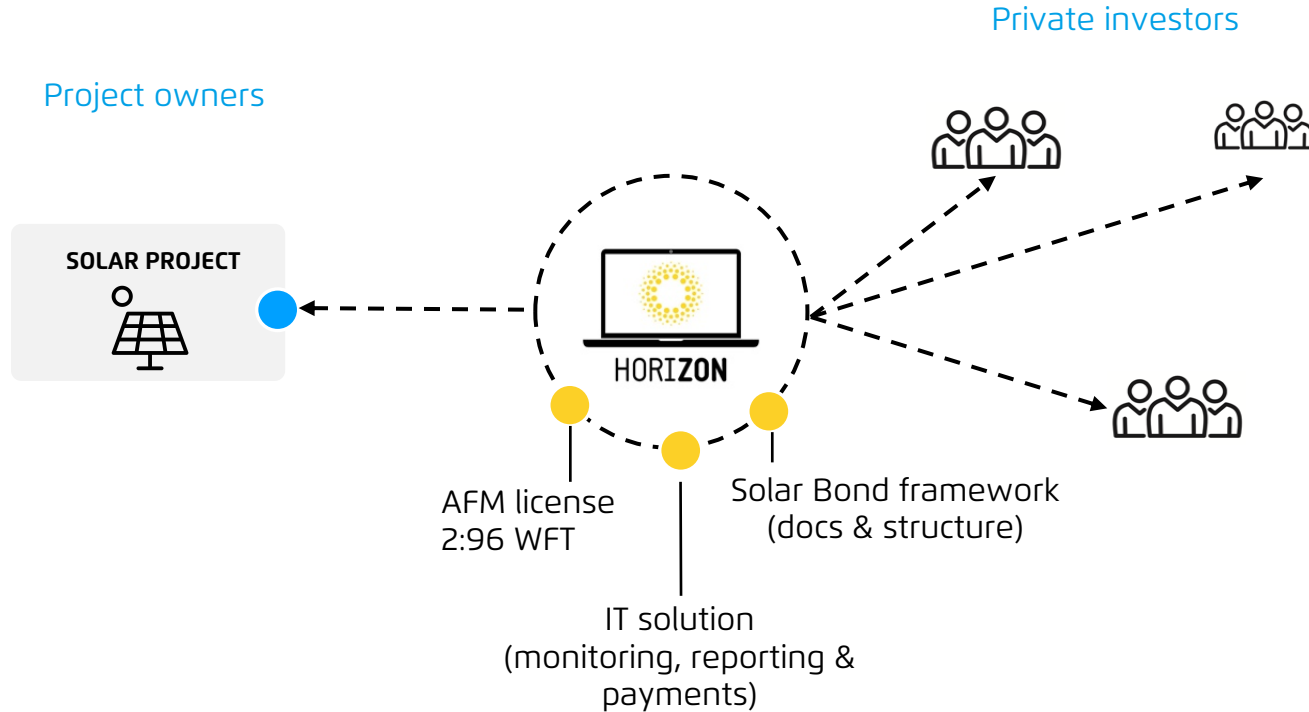 Private investors
Project owners
SOLAR PROJECT
HORIZON
AFM license
2:96 WFT
Solar Bond framework
(docs & structure)
IT solution
(monitoring, reporting &
payments)